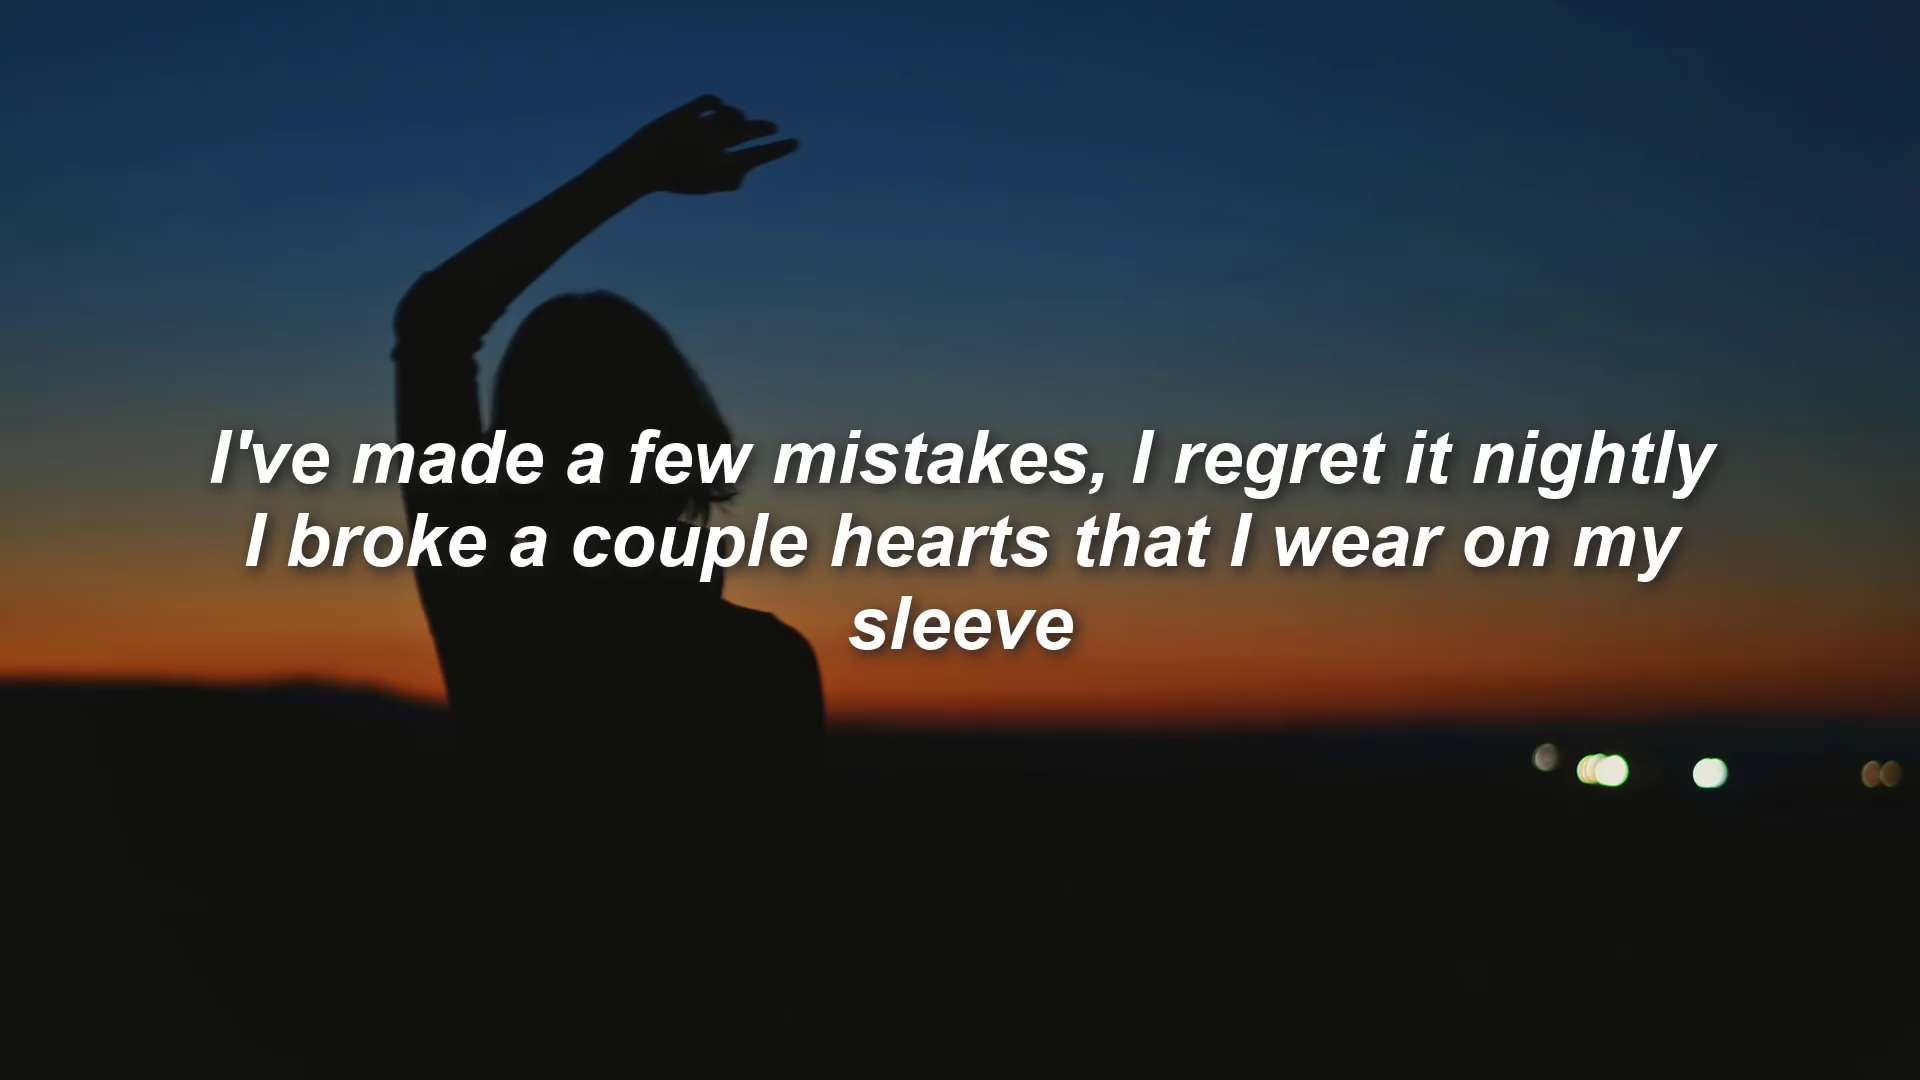 I've made a few mistakes, I regret it nightly
I broke a couple hearts that I wear on my
sleeve